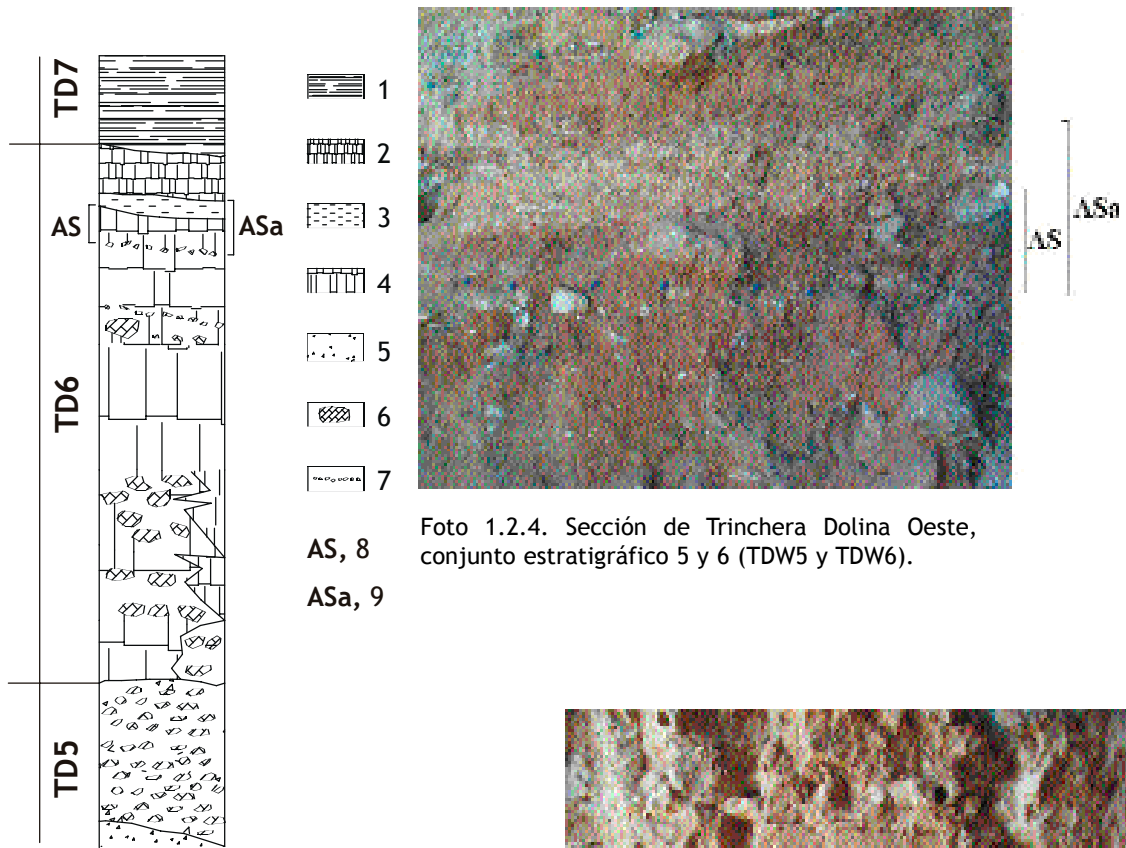 TD7
AS
ASa
TD6
TD5
1
2
3
4
5
6
7
AS, 8
ASa, 9
AS
ASa
Foto 1.2.4. Sección de Trinchera Dolina Oeste,
conjunto estratigráfico 5 y 6 (TDW5 y TDW6).